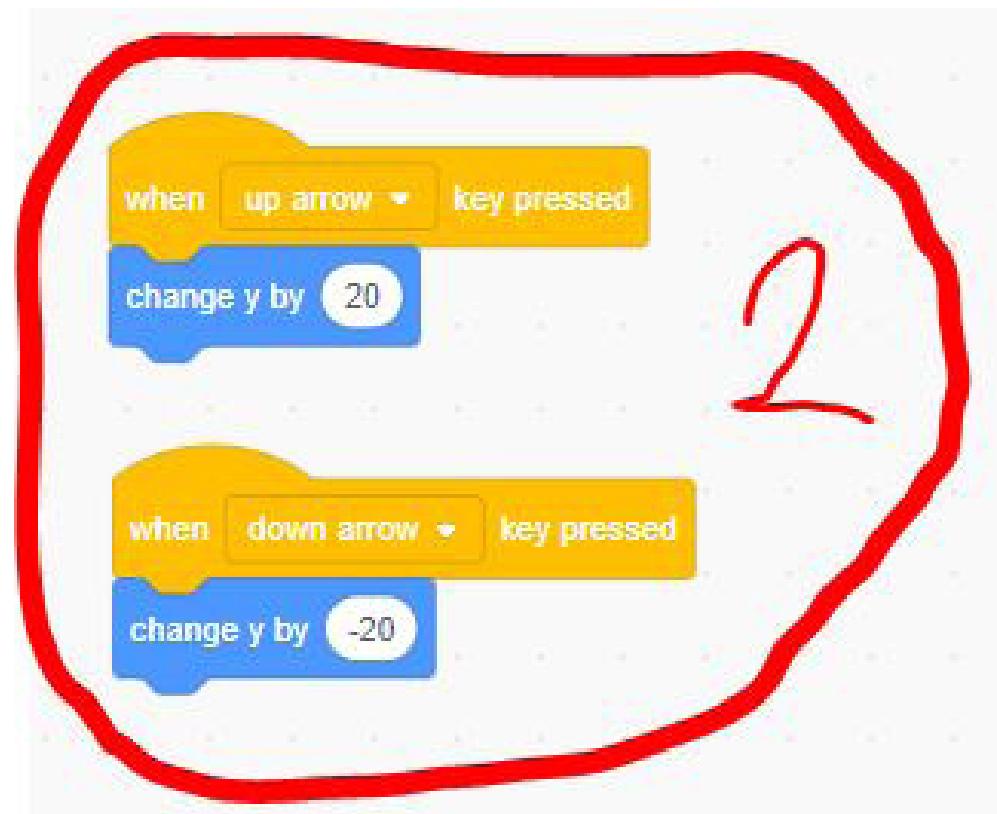 when up arrow key pressed
change y by 20
2
when down arrow key pressed
change y by -20